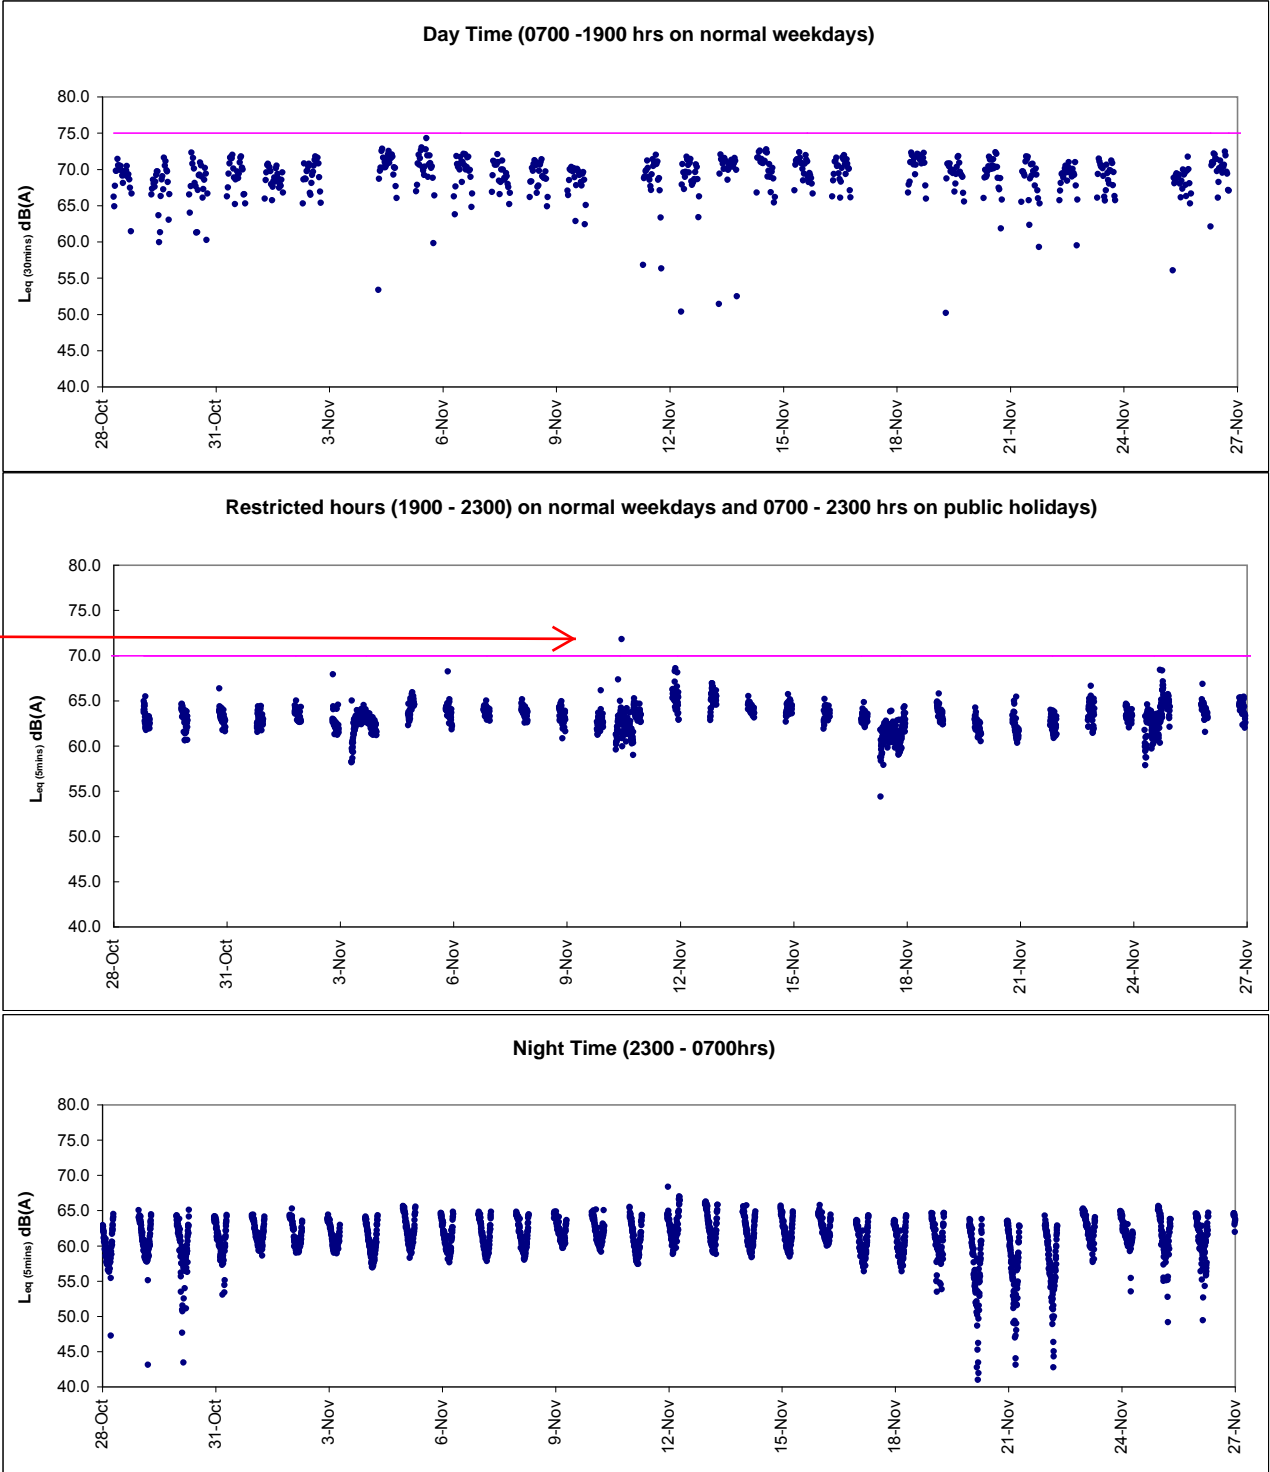 Day Time (0700 -1900 hrs on normal weekdays)
80.0
75.0
70.0
65.0
60.0
55.0
50.0
45.0
40.0
Leq (30mins) dB(A)
28-Oct
31-Oct
3-Nov
6-Nov
9-Nov
12-Nov
15-Nov
18-Nov
21-Nov
24-Nov
27-Nov
Restricted hours (1900 - 2300) on normal weekdays and 0700 - 2300 hrs on public holidays)
80.0
75.0
70.0
65.0
60.0
55.0
50.0
45.0
40.0
Leq (5mins) dB(A)
28-Oct
31-Oct
3-Nov
6-Nov
9-Nov
12-Nov
15-Nov
18-Nov
21-Nov
24-Nov
27-Nov
Night Time (2300 - 0700hrs)
80.0
75.0
70.0
65.0
60.0
55.0
50.0
45.0
40.0
Leq (5mins) dB(A)
28-Oct
31-Oct
3-Nov
6-Nov
9-Nov
12-Nov
15-Nov
18-Nov
21-Nov
24-Nov
27-Nov